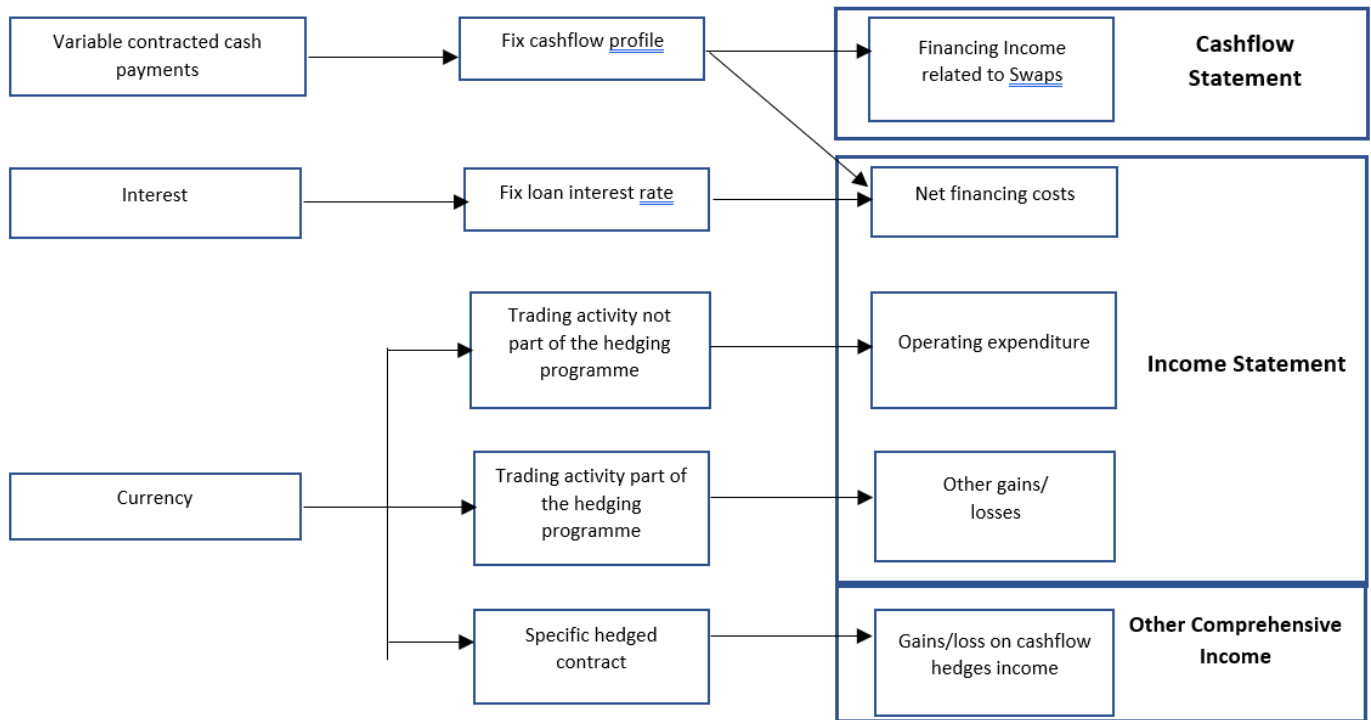 Variable contracted cash
payments
Fix cashflow profile
Financing Income
related to Swaps
Cashflow
Statement
Interest
Fix loan interest rate
Net financing costs
Trading activity not
part of the hedging
programme
Operating expenditure
Income Statement
Currency
Trading activity part of
the hedging
programme
Other gains/
losses
Specific hedged
contract
Gains/loss on cashflow
hedges income
Other Comprehensive
Income